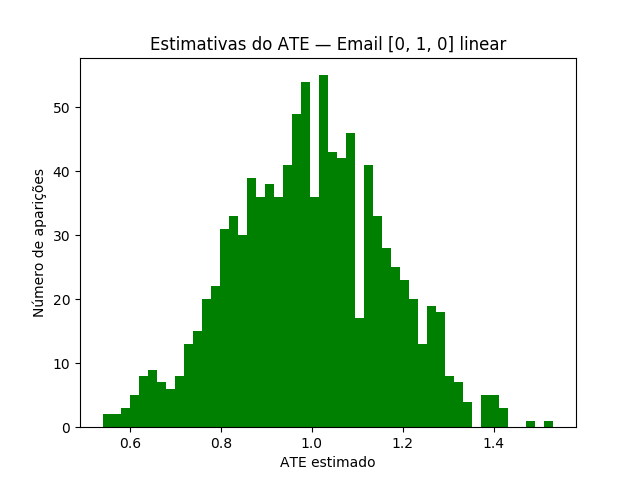 Estimativas do ATE — Email [0, 1, 0] linear
Número de aparições
50
40
30
20
10
0
0.6 0.8 1.0 1.2 1.4
ATE estimado